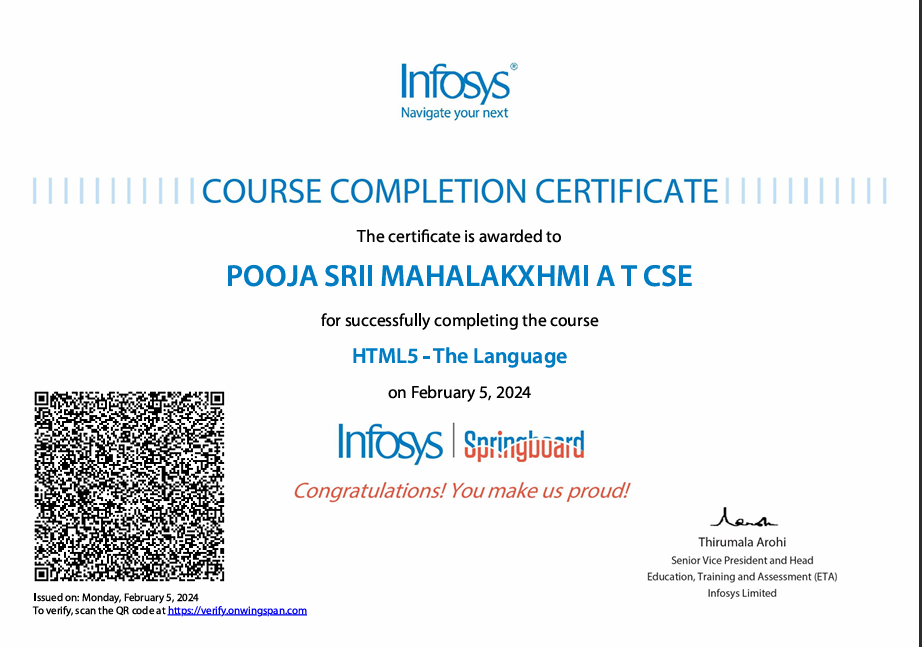 Infosys®
Navigate your next
COURSE COMPLETION CERTIFICATE
The certificate is awarded to
POOJA SRII MAHALAKXHMI A T CSE
for successfully completing the course
HTML5 - The Language
on February 5, 2024
Infosys | Springboard
Congratulations! You make us proud!
Thirumala Arohi
Senior Vice President and Head
Education, Training and Assessment (ETA)
Infosys Limited
Issued on: Monday, February 5, 2024
To verify, scan the QR code at https://verify.onwingspan.com